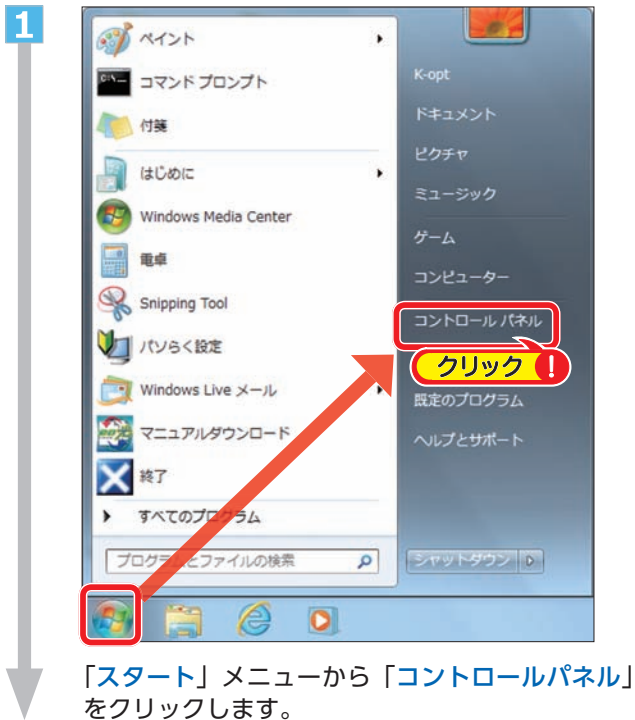 1
ペイント
コマンド プロンプト
付箋
はじめに
Windows Media Center
電卓
Snipping Tool
パソらく設定
Windows Live メール
マニュアルダウンロード
終了
すべてのプログラム
プログラムとファイルの検索
K-opt
ドキュメント
ピクチャ
ミュージック
ゲーム
コンピューター
コントロール パネル
クリック !
既定のプログラム
ヘルプとサポート
シャットダウン
「スタート」メニューから「コントロールパネル」
をクリックします。